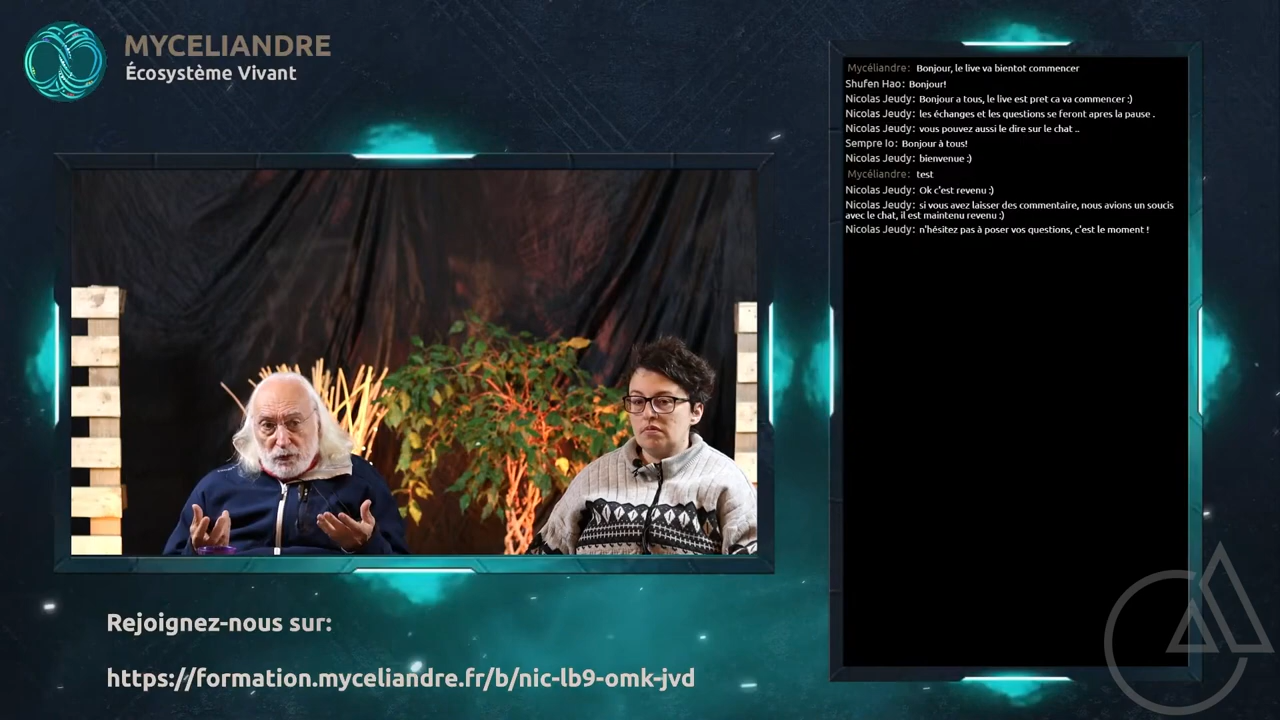 MYCELIANDRE
Écosystème Vivant
Mycéliandre: Bonjour, le live va bientot commencer
Shufen Hao: Bonjour!
Nicolas Jeudy: Bonjour a tous, le live est pret ca va commencer :)
Nicolas Jeudy: les échanges et les questions se feront apres la pause .
Nicolas Jeudy: vous pouvez aussi le dire sur le chat ..
Sempre Io: Bonjour à tous!
Nicolas Jeudy: bienvenue :)
Mycéliandre: test
Nicolas Jeudy: Ok c'est revenu :)
Nicolas Jeudy: si vous avez laisser des commentaire, nous avions un soucis
avec le chat, il est maintenu revenu :)
Nicolas Jeudy: n'hésitez pas à poser vos questions, c'est le moment !
Rejoignez-nous sur:
https://formation.myceliandre.fr/b/nic-lb9-omk-jvd